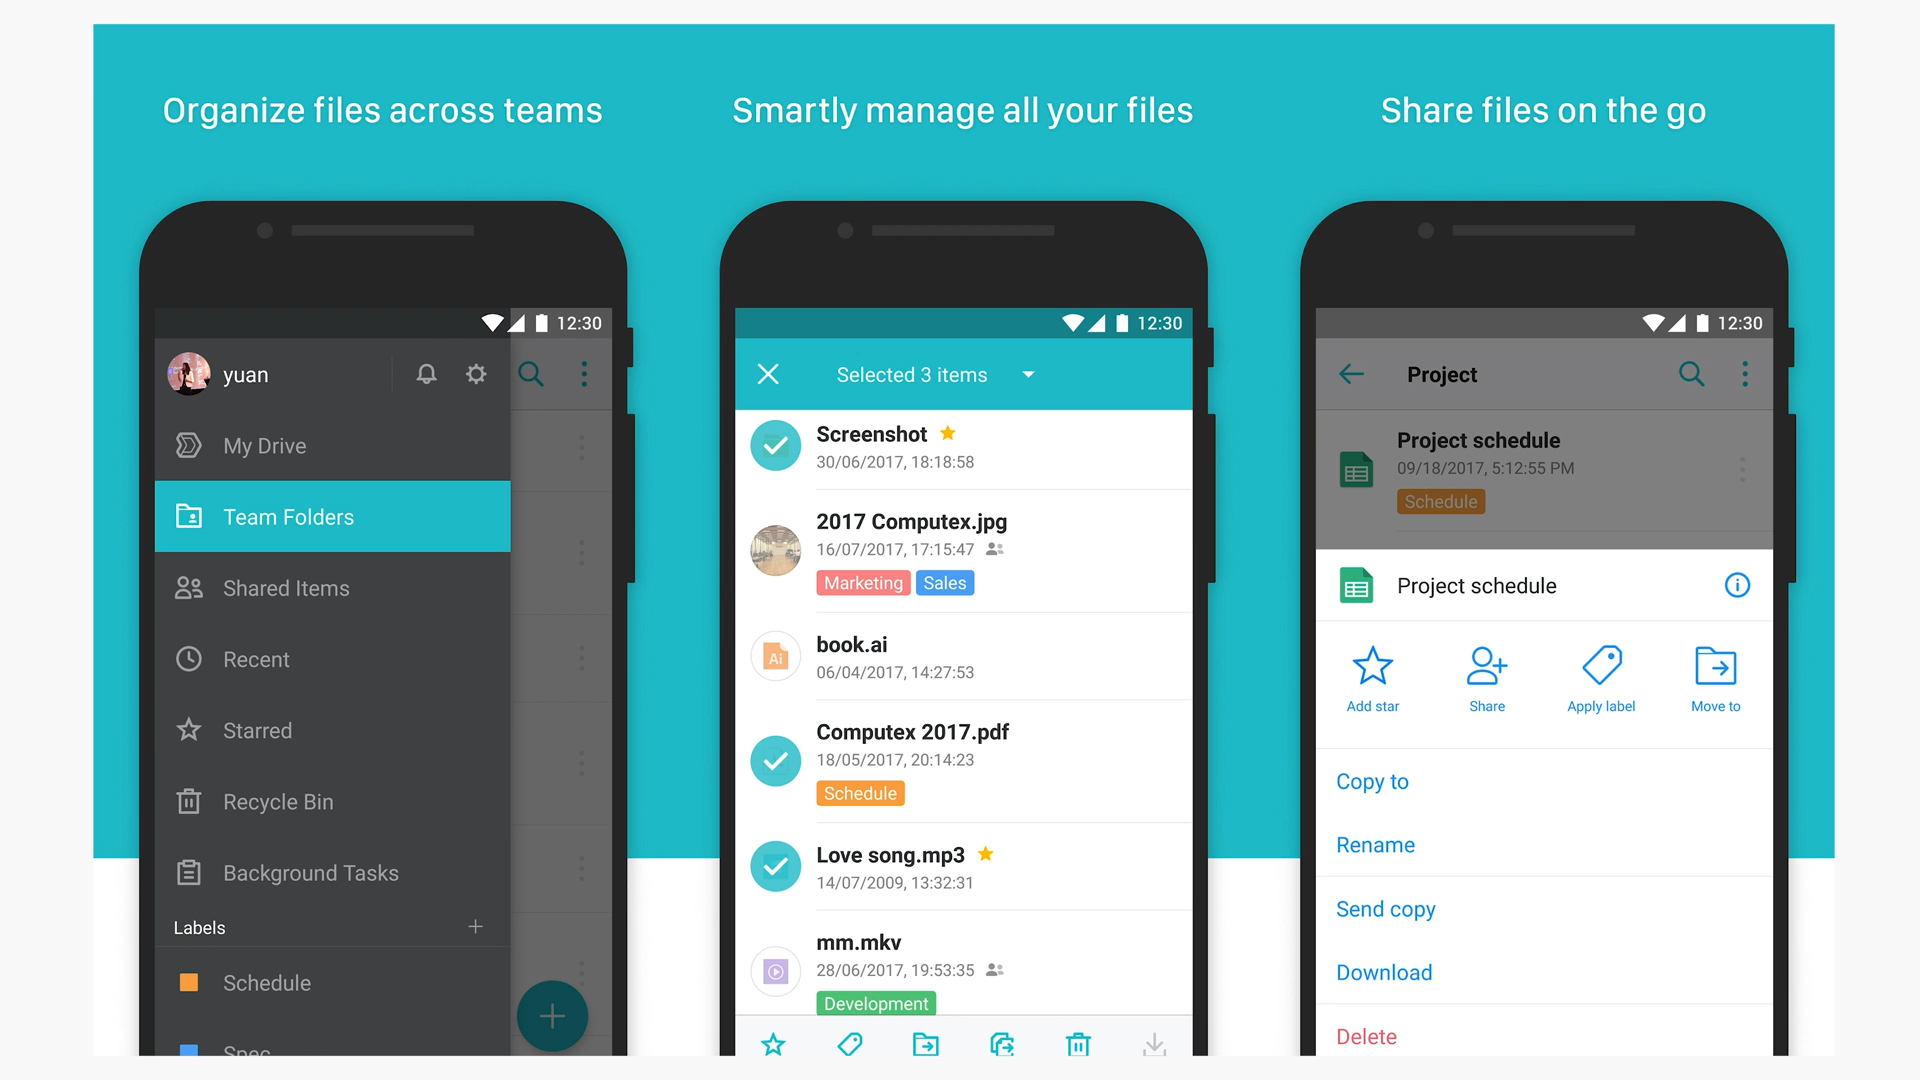 Organize files across teams
12:30
yuan
My Drive
Team Folders
Shared Items
Recent
Starred
Recycle Bin
Background Tasks
Labels
Schedule
Spec
Smartly manage all your files
12:30
Selected 3 items
Screenshot
30/06/2017, 18:18:58
2017 Computex.jpg
16/07/2017, 17:15:47
Marketing Sales
Ai
book.ai
06/04/2017, 14:27:53
Computex 2017.pdf
18/05/2017, 20:14:23
Schedule
Love song.mp3
14/07/2009, 13:32:31
mm.mkv
28/06/2017, 19:53:35
Development
Share files on the go
12:30
Project
Project schedule
09/18/2017, 5:12:55 PM
Schedule
Project schedule
Add star Share Apply label Move to
Copy to
Rename
Send copy
Download
Delete